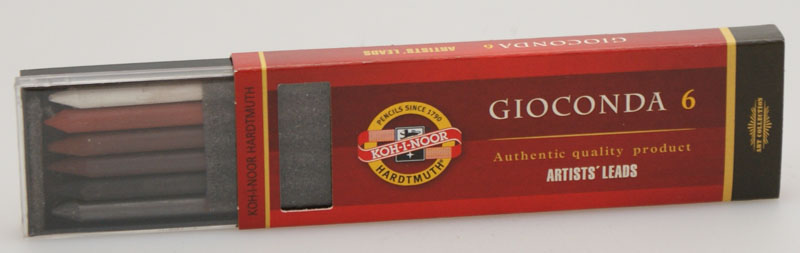 ARTISTS' LEADS
GIOCONDA 6
KOH-I-NOOR HARDTMUTH
PENCILS SINCE 1790
KOH-I-NOOR
HARDTMUTH
GIOCONDA 6
Authentic quality product
ARTISTS' LEADS
ART COLLECTION